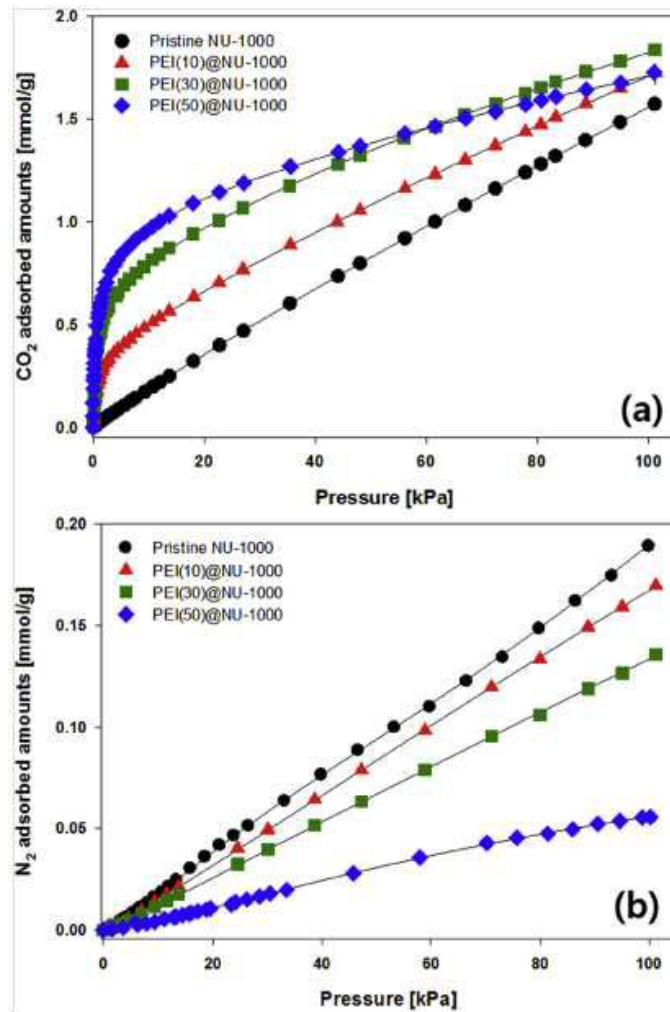 2.0
Pristine NU-1000
PEI(10)@NU-1000
PEI(30)@NU-1000
PEI(50)@NU-1000
1.5
1.0
0.5
0.0
CO₂ adsorbed amounts [mmol/g]
(a)
0 20 40 60 80 100
Pressure [kPa]
0.20
Pristine NU-1000
PEI(10)@NU-1000
PEI(30)@NU-1000
PEI(50)@NU-1000
0.15
0.10
0.05
0.00
N₂ adsorbed amounts [mmol/g]
(b)
0 20 40 60 80 100
Pressure [kPa]